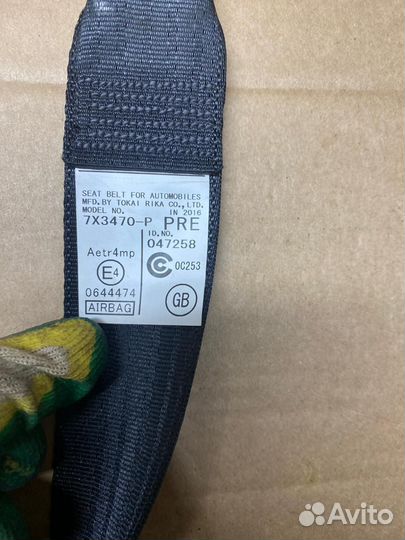 SEAT BELT FOR AUTOMOBILES
MFD.BY TOKAI RIKA CO.,LTD.
MODEL NO. IN 2016
7X3470-P PRE
ID.NO.
047258
Aetr4mp
E4
C 0C253
0644474
GB
AIRBAG
Avito